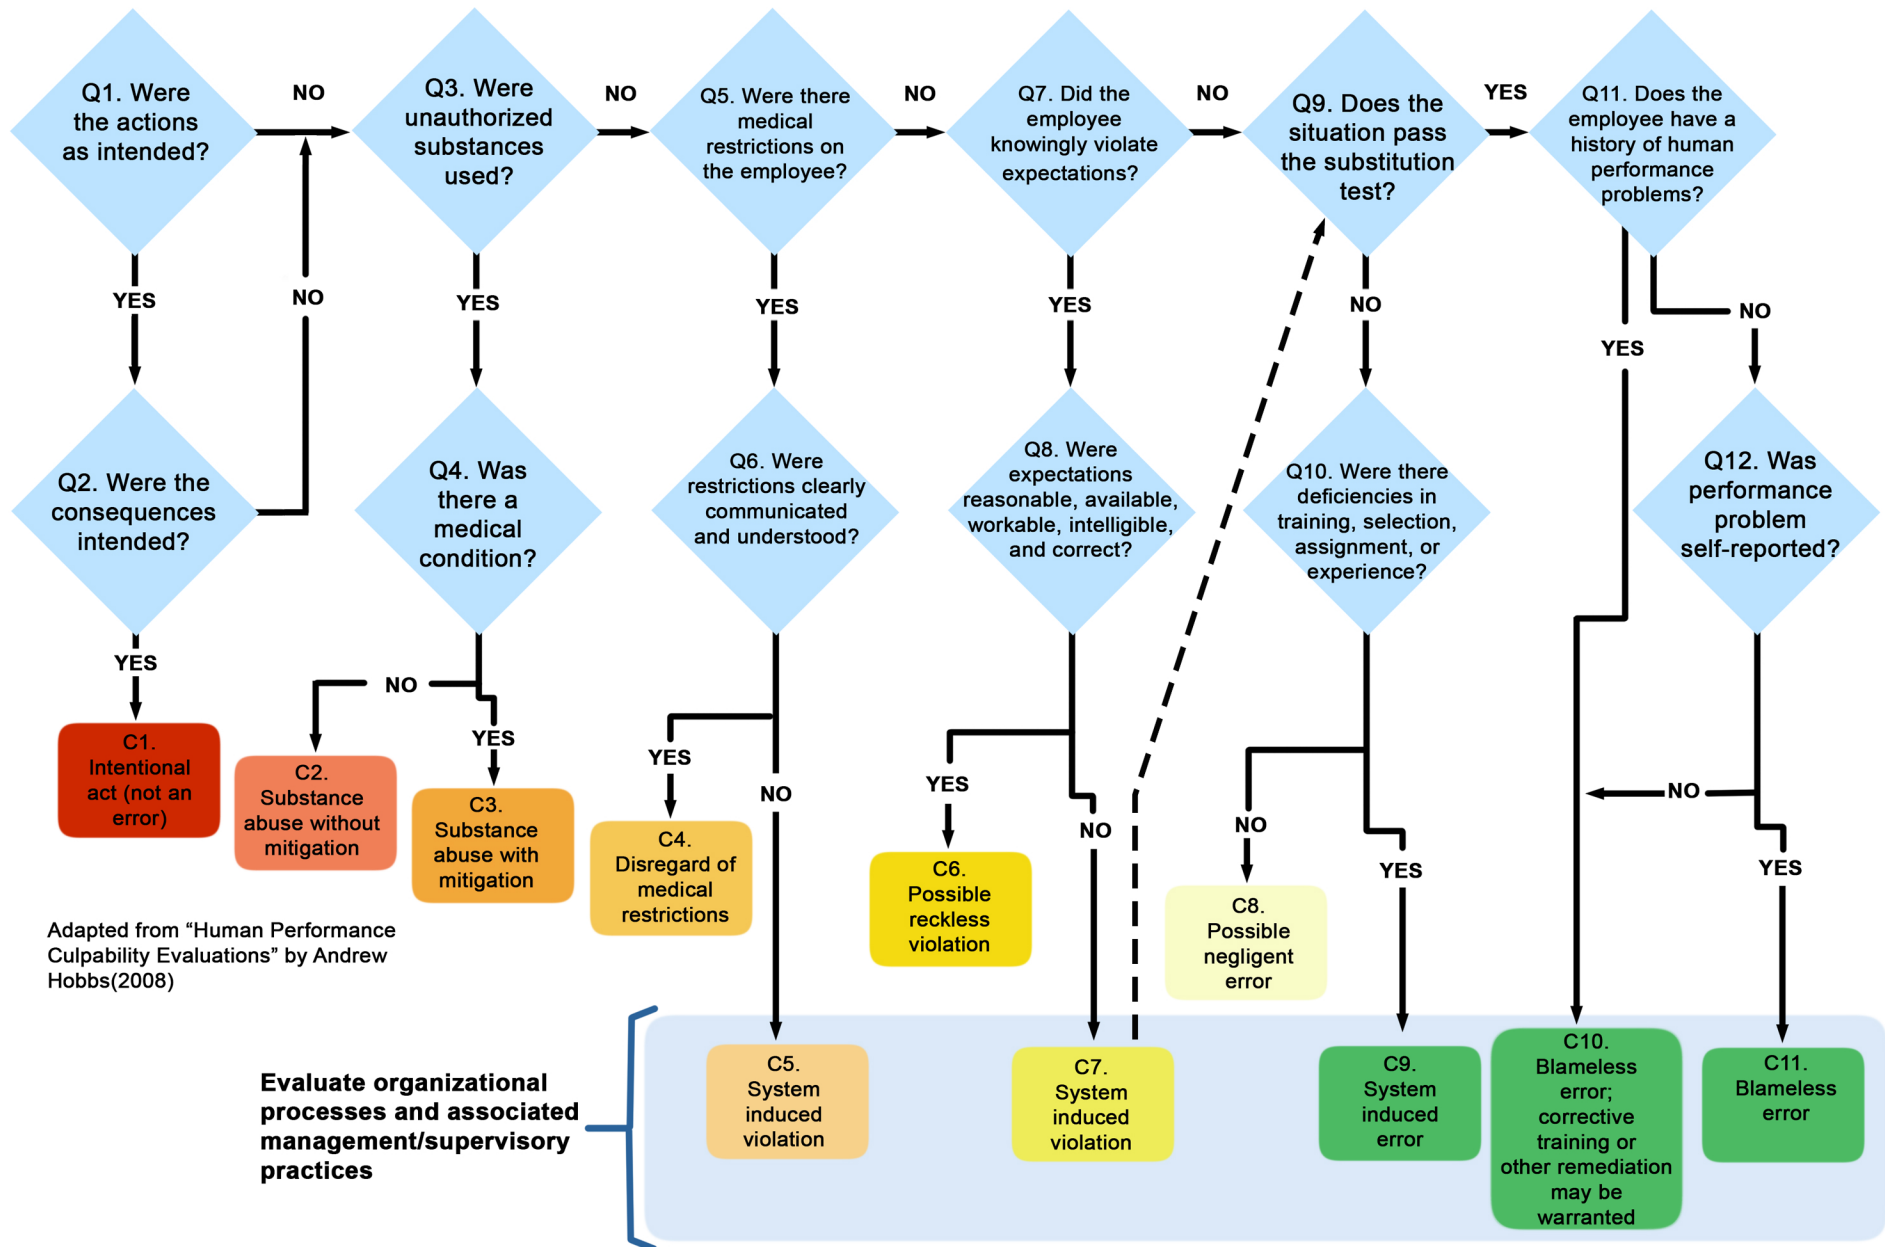 Q1. Were
the actions
as intended?
NO
Q3. Were
unauthorized
substances
used?
NO
Q5. Were there
medical
restrictions on
the employee?
NO
Q7. Did the
employee
knowingly violate
expectations?
NO
Q9. Does the
situation pass
the substitution
test?
YES
Q11. Does the
employee have a
history of human
performance
problems?
YES
NO
YES
YES
YES
NO
YES
NO
Q2. Were the
consequences
intended?
Q4. Was
there a
medical
condition?
Q6. Were
restrictions clearly
communicated
and understood?
Q8. Were
expectations
reasonable, available,
workable, intelligible,
and correct?
Q10. Were there
deficiencies in
training, selection,
assignment, or
experience?
Q12. Was
performance
problem
self-reported?
YES
NO
YES
YES
NO
YES
NO
NO
YES
NO
YES
C1.
Intentional
act (not an
error)
C2.
Substance
abuse without
mitigation
C3.
Substance
abuse with
mitigation
C4.
Disregard of
medical
restrictions
C6.
Possible
reckless
violation
C8.
Possible
negligent
error
Adapted from “Human Performance
Culpability Evaluations” by Andrew
Hobbs(2008)
Evaluate organizational
processes and associated
management/supervisory
practices
C5.
System
induced
violation
C7.
System
induced
violation
C9.
System
induced
error
C10.
Blameless
error;
corrective
training or
other remediation
may be
warranted
C11.
Blameless
error